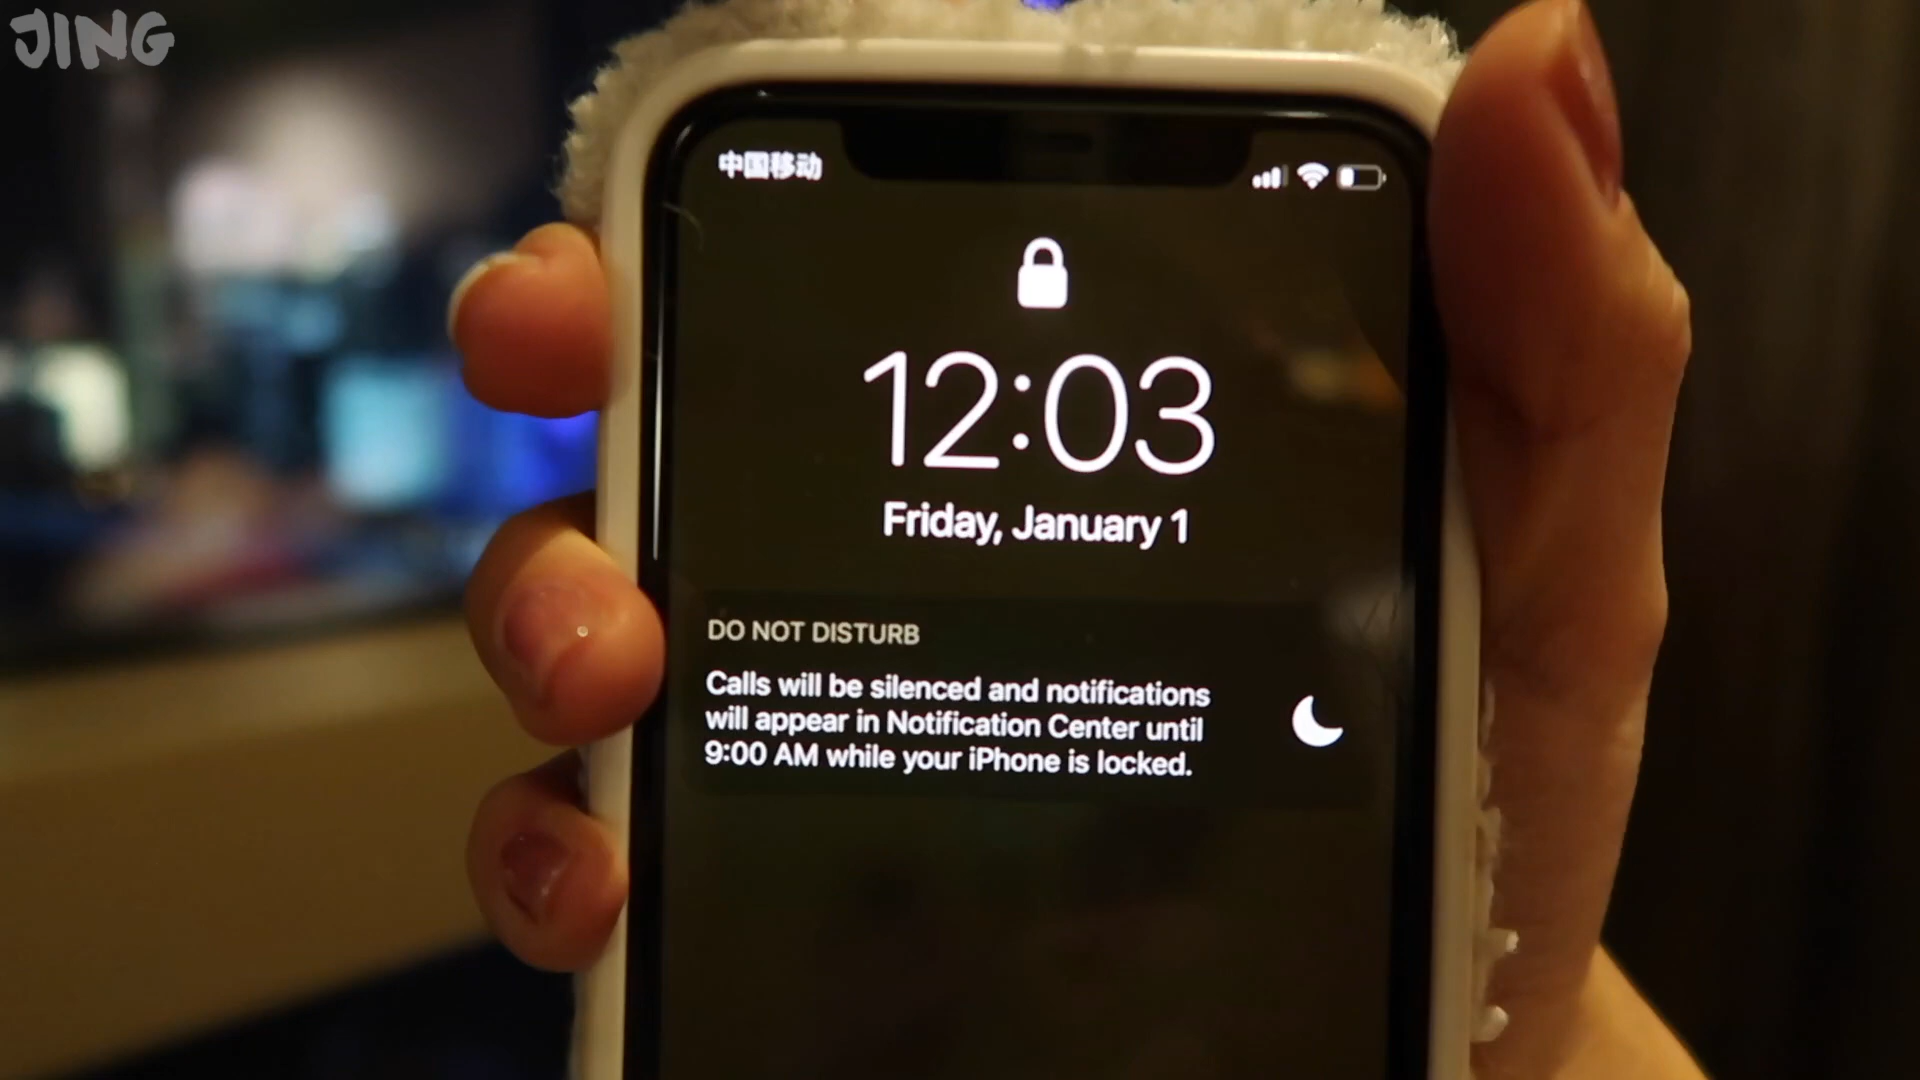 JING
中国移动
12:03
Friday, January 1
DO NOT DISTURB
Calls will be silenced and notifications
will appear in Notification Center until
9:00 AM while your iPhone is locked.